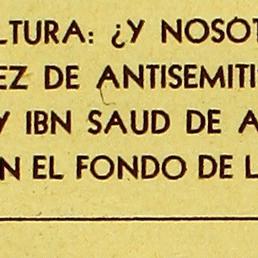 LTURA: ¿Y NOSOT
EZ DE ANTISEMITI
Y IBN SAUD DE A
N EL FONDO DE L